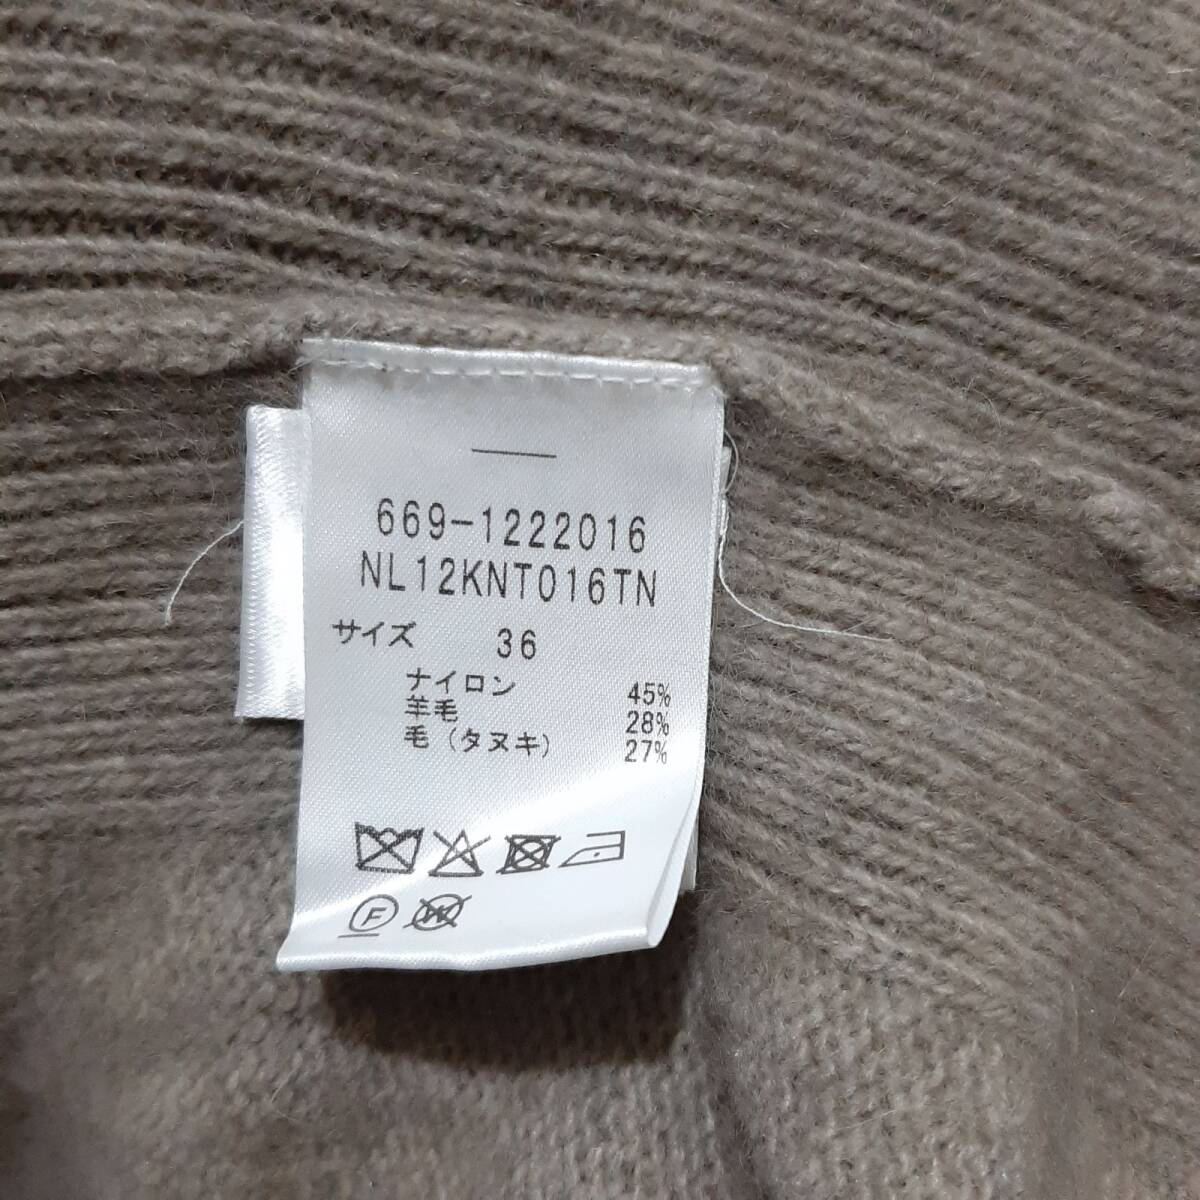 669-1222016
NL12KNT016TN
サイズ 36
ナイロン 45%
羊毛 28%
毛(タヌキ) 27%
F
W